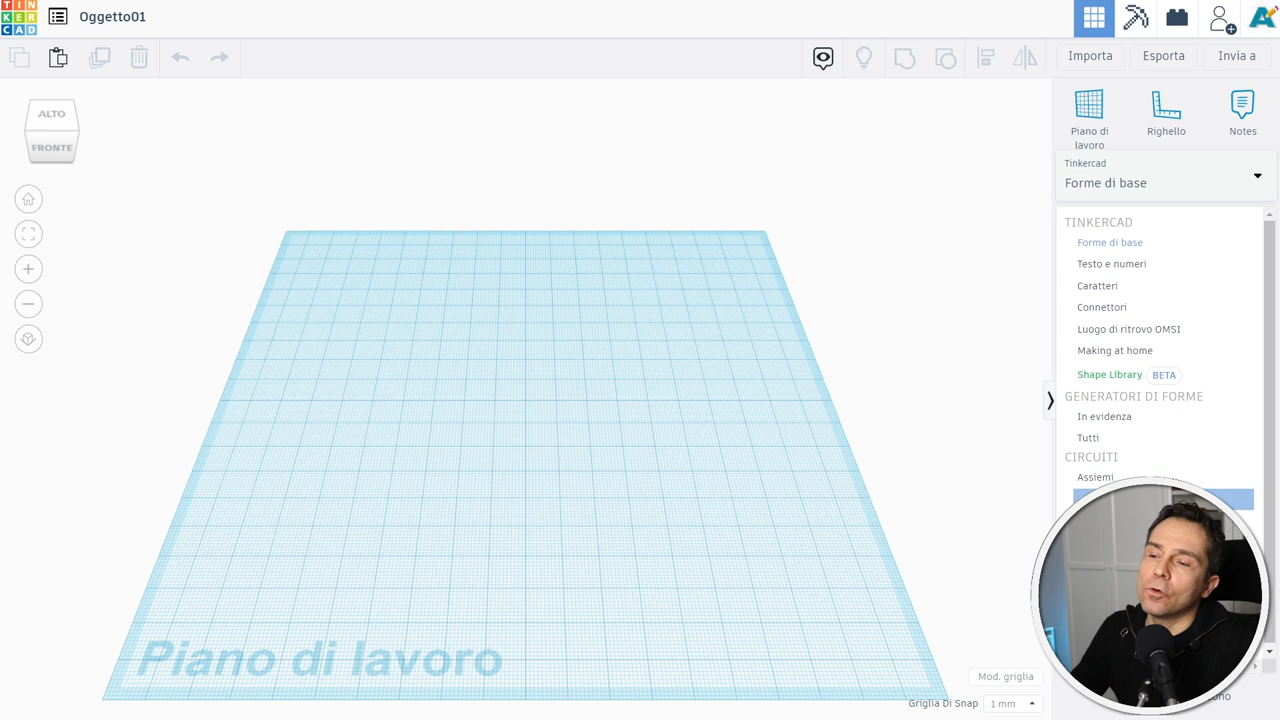 TIN
KER
CAD
Oggetto01
Importa
Esporta
Invia a
ALTO
FRONTE
Piano di
lavoro
Righello
Notes
Tinkercad
Forme di base
TINKERCAD
Forme di base
Testo e numeri
Caratteri
Connettori
Luogo di ritrovo OMSI
Making at home
Shape Library BETA
GENERATORI DI FORME
In evidenza
Tutti
CIRCUITI
Assiemi
Piano di lavoro
Mod. griglia
Griglia Di Snap
1 mm